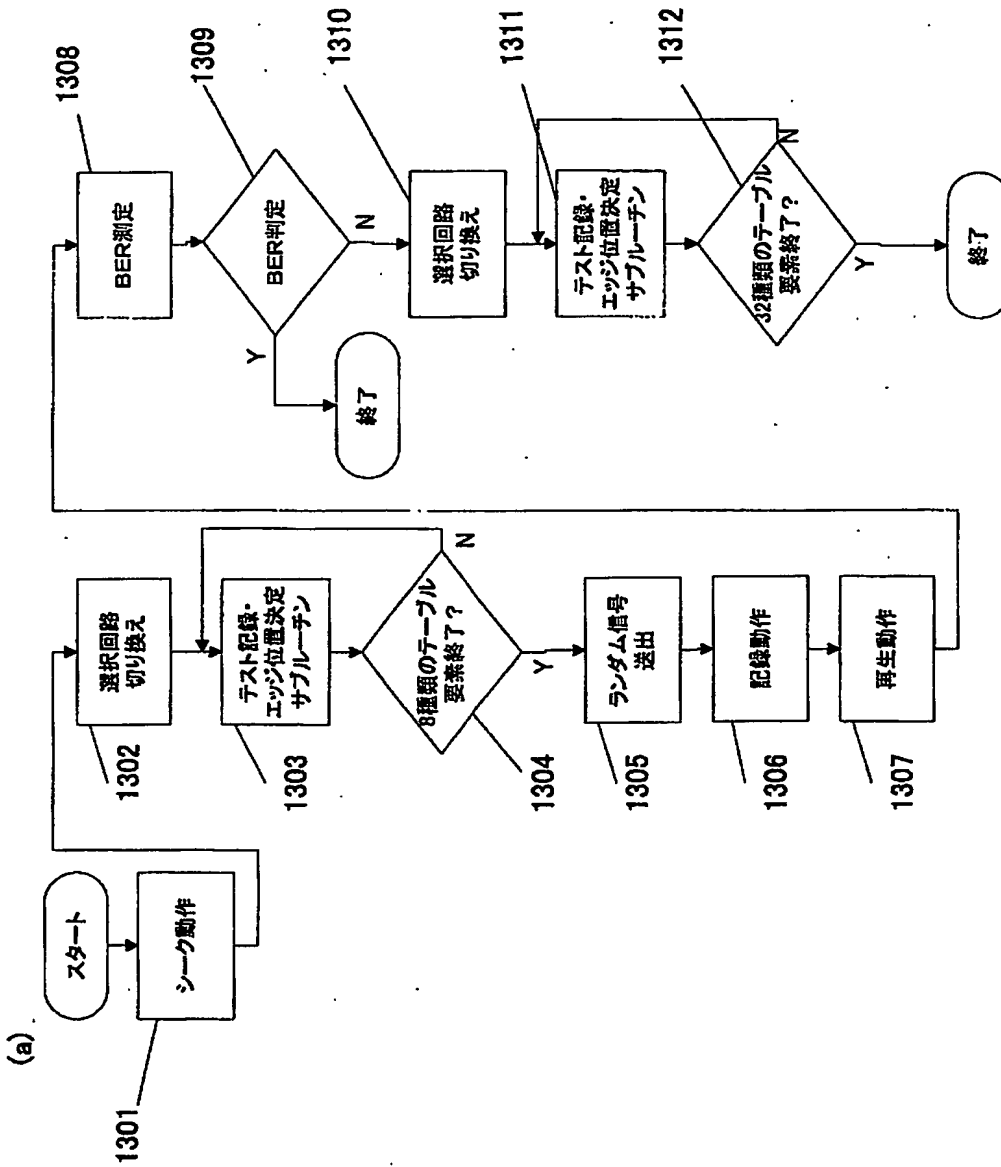 (a)
スタート
シーク動作
1301
選択回路
切り換え
1302
テスト記録・
エッジ位置決定
サブルーチン
1303
8種類のテーブル
要素終了?
N
Y
1304
ランダム信号
送出
1305
記録動作
1306
再生動作
1307
BER測定
1308
BER判定
1309
Y
N
終了
選択回路
切り換え
1310
テスト記録・
エッジ位置決定
サブルーチン
1311
32種類のテーブル
要素終了?
1312
N
Y
終了